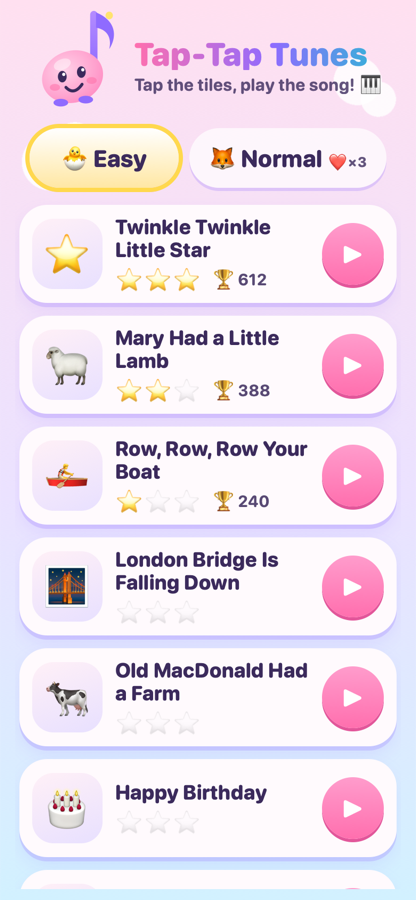 Tap-Tap Tunes
Tap the tiles, play the song! 🎹
🐣 Easy
🦊 Normal ❤️×3
Twinkle Twinkle
Little Star
🏆 612
Mary Had a Little
Lamb
🏆 388
Row, Row, Row Your
Boat
🏆 240
London Bridge Is
Falling Down
Old MacDonald Had
a Farm
Happy Birthday